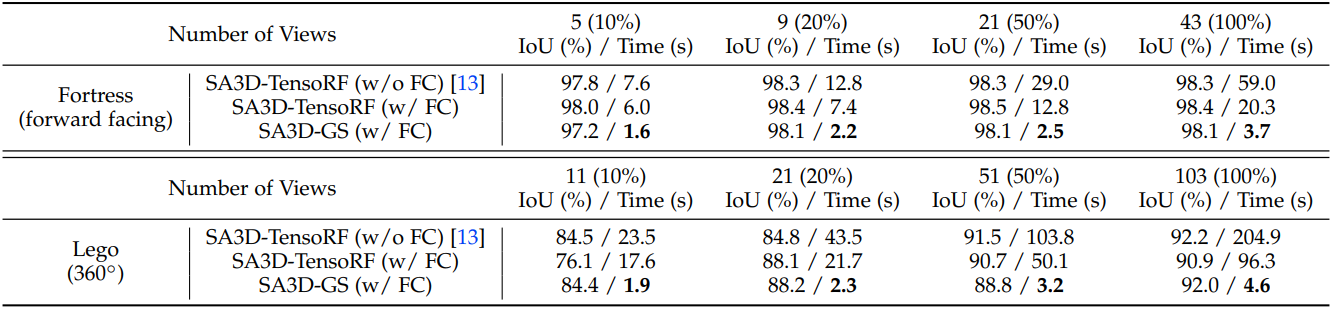 Number of Views 5 (10%) 9 (20%) 21 (50%) 43 (100%)
IoU (%) / Time (s) IoU (%) / Time (s) IoU (%) / Time (s) IoU (%) / Time (s)
Fortress (forward facing)
SA3D-TensoRF (w/o FC) [13] 97.8 / 7.6 98.3 / 12.8 98.3 / 29.0 98.3 / 59.0
SA3D-TensoRF (w/ FC) 98.0 / 6.0 98.4 / 7.4 98.5 / 12.8 98.4 / 20.3
SA3D-GS (w/ FC) 97.2 / 1.6 98.1 / 2.2 98.1 / 2.5 98.1 / 3.7
Number of Views 11 (10%) 21 (20%) 51 (50%) 103 (100%)
IoU (%) / Time (s) IoU (%) / Time (s) IoU (%) / Time (s) IoU (%) / Time (s)
Lego (360°)
SA3D-TensoRF (w/o FC) [13] 84.5 / 23.5 84.8 / 43.5 91.5 / 103.8 92.2 / 204.9
SA3D-TensoRF (w/ FC) 76.1 / 17.6 88.1 / 21.7 90.7 / 50.1 90.9 / 96.3
SA3D-GS (w/ FC) 84.4 / 1.9 88.2 / 2.3 88.8 / 3.2 92.0 / 4.6